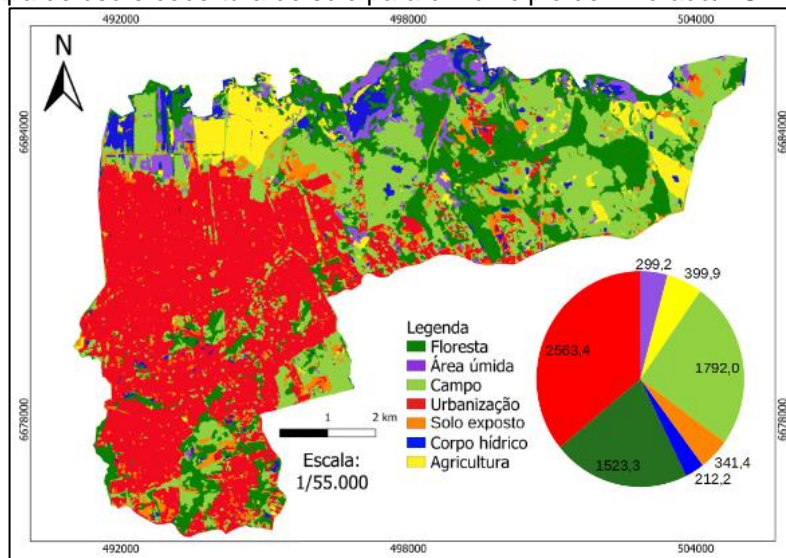 492000 498000 504000
N
6684000
6684000
299,2
399,9
2563,4
1792,0
1523,3
341,4
212,2
Legenda
Floresta
Área úmida
Campo
Urbanização
Solo exposto
Corpo hídrico
Agricultura
1 2 km
Escala:
1/55.000
6678000
6678000
492000 498000 504000